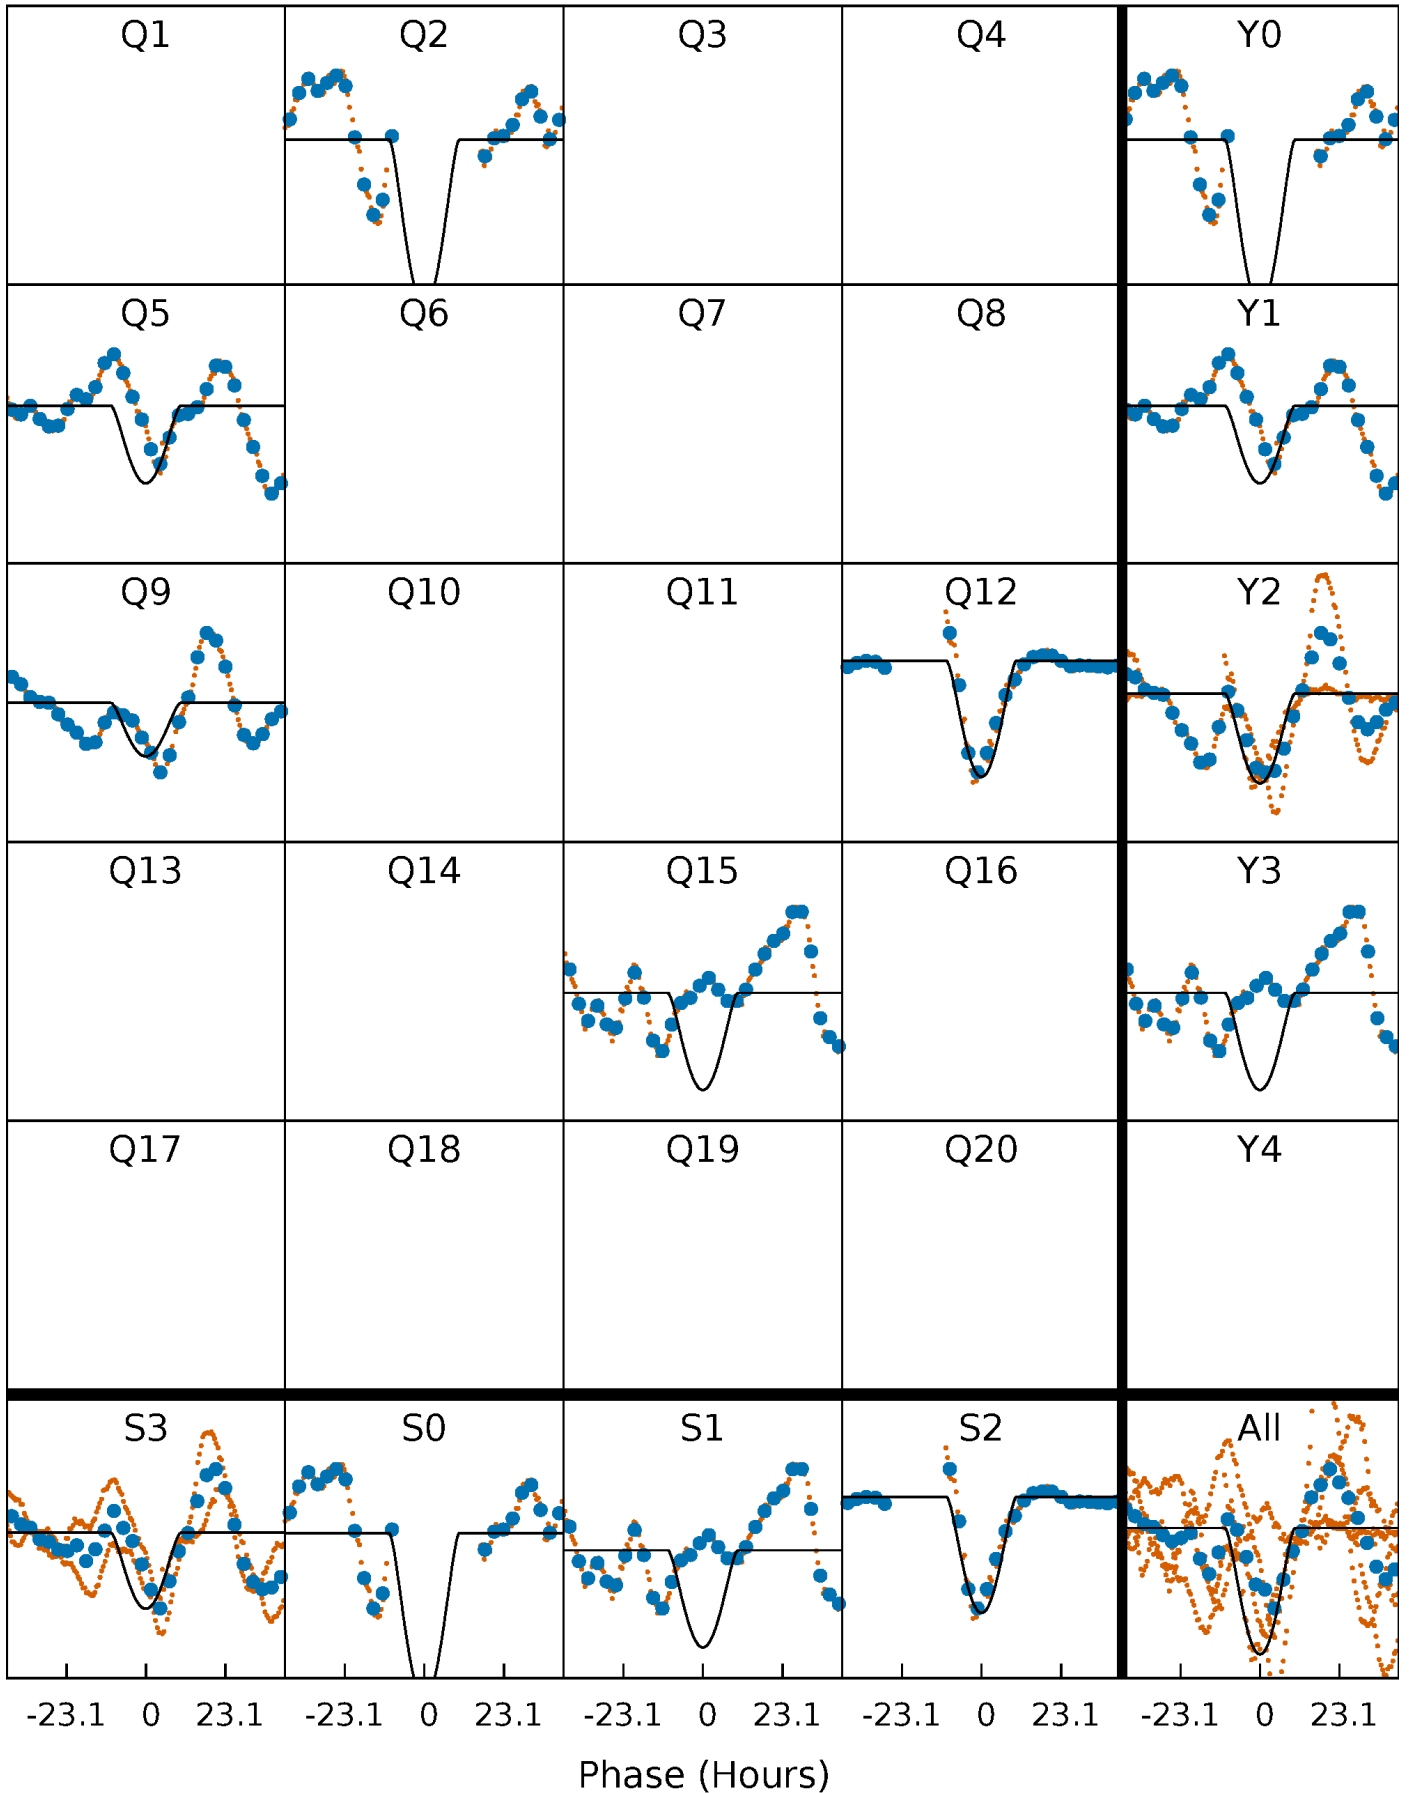 Q1 Q2 Q3 Q4 Y0
Q5 Q6 Q7 Q8 Y1
Q9 Q10 Q11 Q12 Y2
Q13 Q14 Q15 Q16 Y3
Q17 Q18 Q19 Q20 Y4
S3 S0 S1 S2 All
-23.1 0 23.1 -23.1 0 23.1 -23.1 0 23.1 -23.1 0 23.1 -23.1 0 23.1
Phase (Hours)